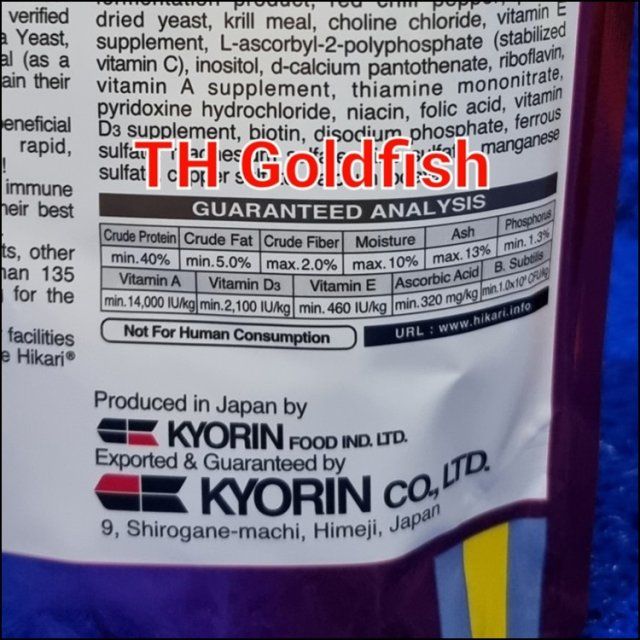 verified
Yeast,
al (as a
ain their
beneficial
rapid,
!
immune
heir best
ts, other
han 135
for the
facilities
e Hikari®
dried yeast, krill meal, choline chloride, vitamin E
supplement, L-ascorbyl-2-polyphosphate (stabilized
vitamin C), inositol, d-calcium pantothenate, riboflavin,
vitamin A supplement, thiamine mononitrate,
pyridoxine hydrochloride, niacin, folic acid, vitamin
D3 supplement, biotin, disodium phosphate, ferrous
manganese
TH Goldfish
GUARANTEED ANALYSIS
Crude Protein Crude Fat Crude Fiber Moisture Ash Phosphorus
min.40% min.5.0% max.2.0% max.10% max.13% min.1.3%
Vitamin A Vitamin D3 Vitamin E Ascorbic Acid B. Subtilis
min.14,000 IU/kg min.2,100 IU/kg min. 460 IU/kg min.320 mg/kg
Not For Human Consumption URL : www.hikari.info
Produced in Japan by
KYORIN FOOD IND. LTD.
Exported & Guaranteed by
KYORIN CO., LTD.
9, Shirogane-machi, Himeji, Japan